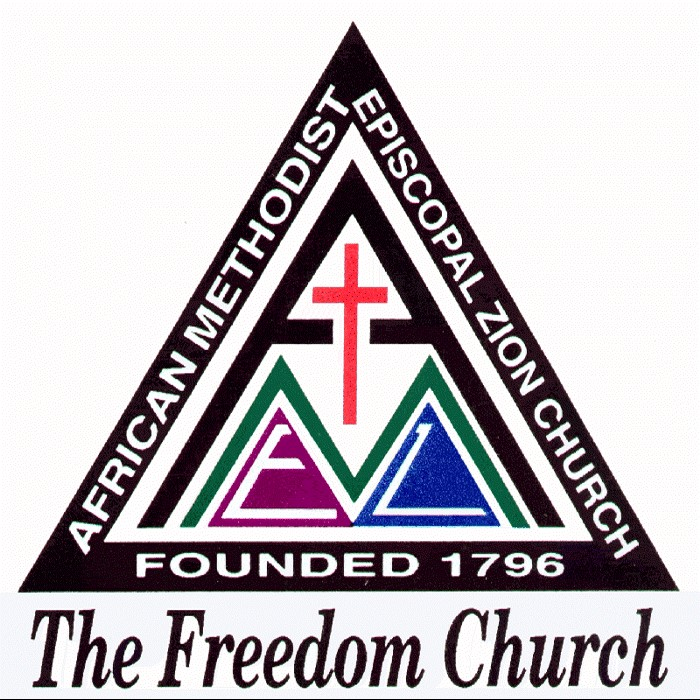 AFRICAN METHODIST
EPISCOPAL ZION CHURCH
A
M
E Z
FOUNDED 1796
The Freedom Church